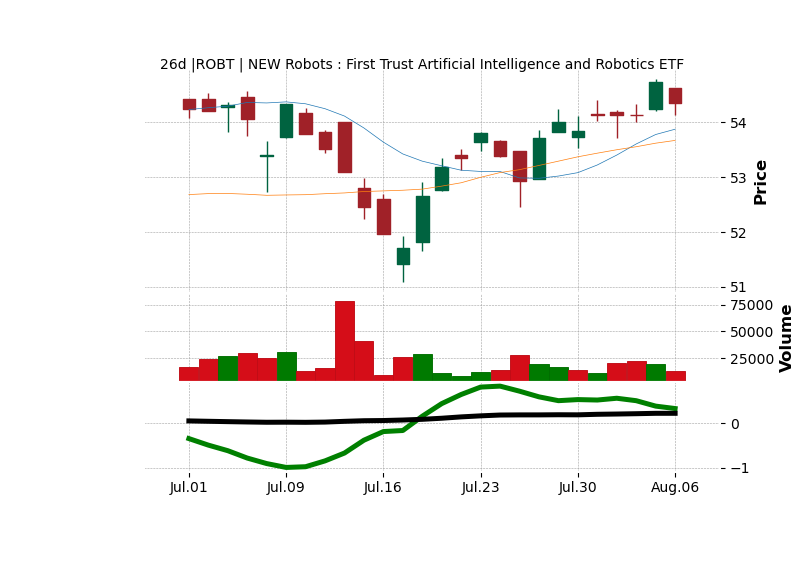 26d |ROBT | NEW Robots : First Trust Artificial Intelligence and Robotics ETF
54
53
52
51
Price
75000
50000
25000
Volume
0
−1
Jul.01 Jul.09 Jul.16 Jul.23 Jul.30 Aug.06